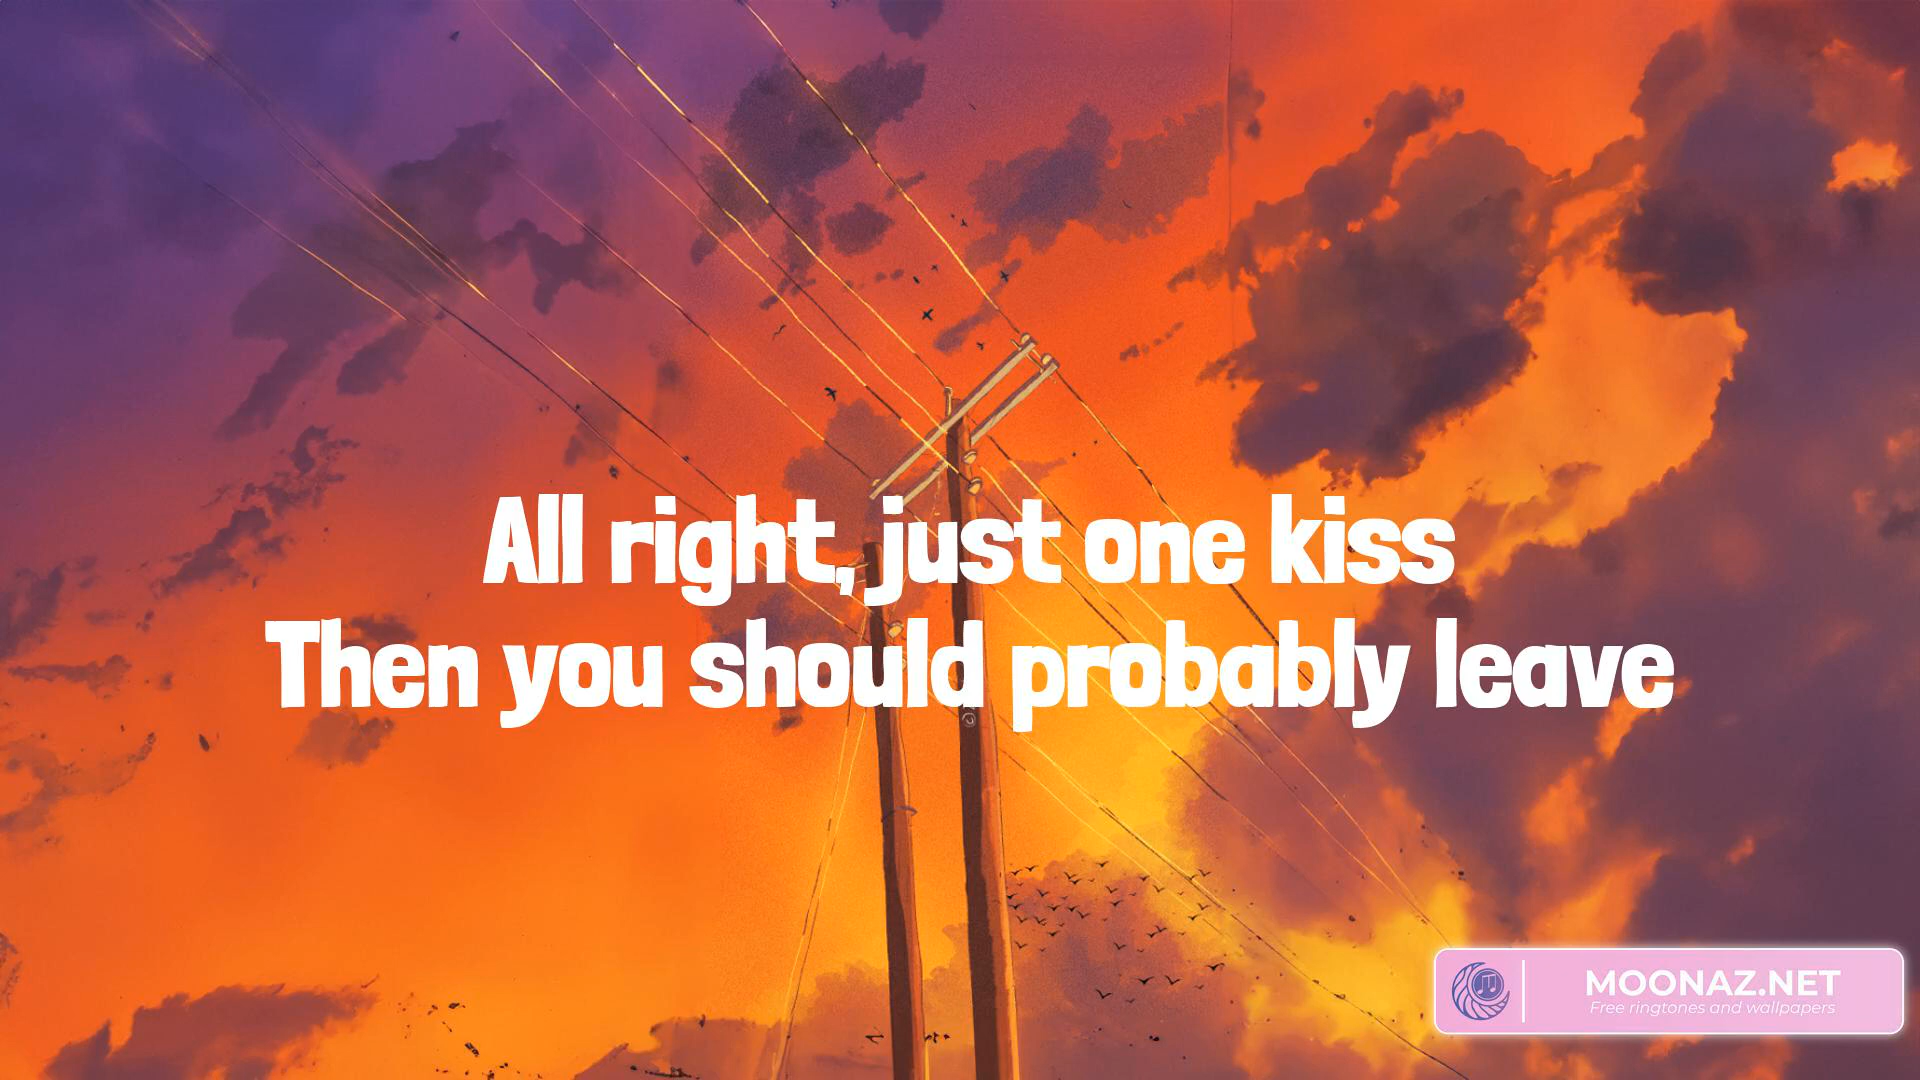 All right, just one kiss
Then you should probably leave
MOONAZ.NET
Free ringtones and wallpapers